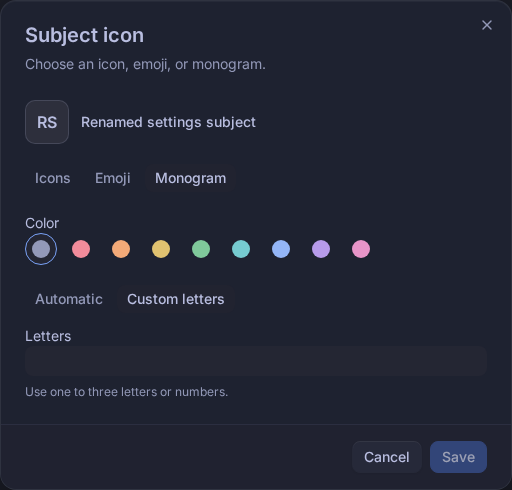 Subject icon
Choose an icon, emoji, or monogram.
RS Renamed settings subject
Icons Emoji Monogram
Color
Automatic Custom letters
Letters
Use one to three letters or numbers.
Cancel Save